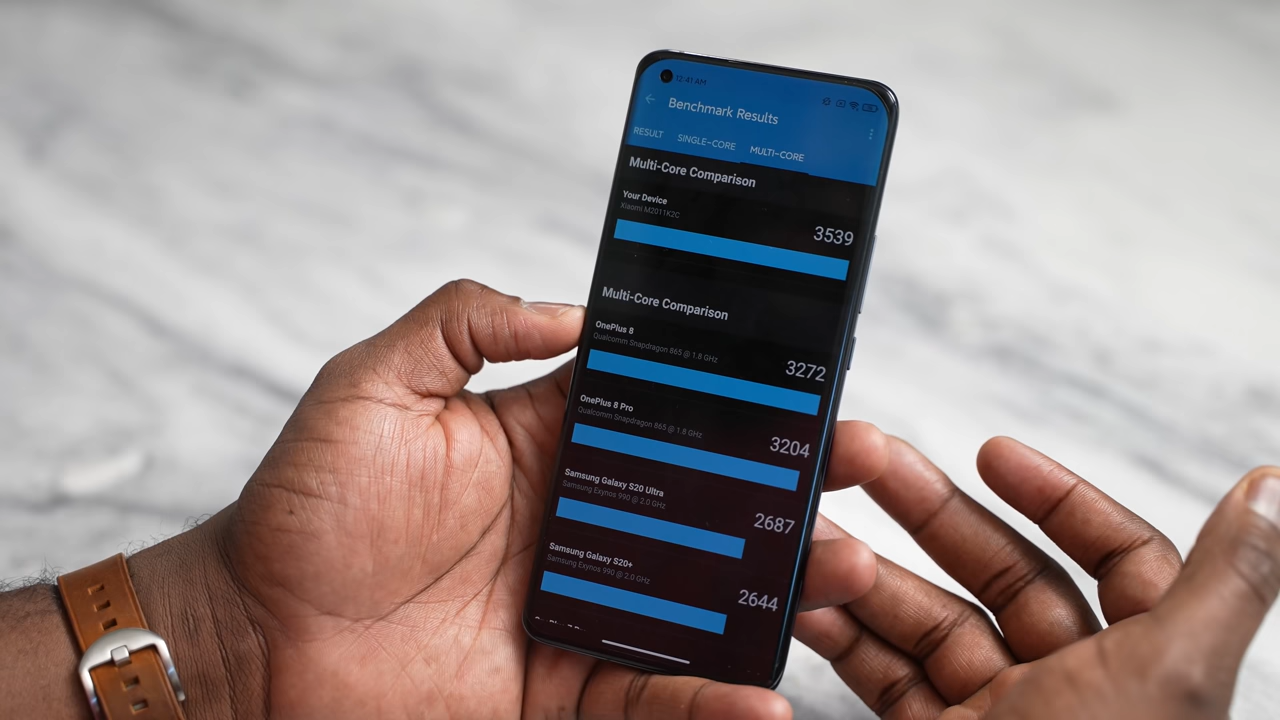 12:41 AM
Benchmark Results
RESULT SINGLE-CORE MULTI-CORE
Multi-Core Comparison
Your Device
Xiaomi M2011K2C
3539
Multi-Core Comparison
OnePlus 8
Qualcomm Snapdragon 865 @ 1.8 GHz
3272
OnePlus 8 Pro
Qualcomm Snapdragon 865 @ 1.8 GHz
3204
Samsung Galaxy S20 Ultra
Samsung Exynos 990 @ 2.0 GHz
2687
Samsung Galaxy S20+
Samsung Exynos 990 @ 2.0 GHz
2644